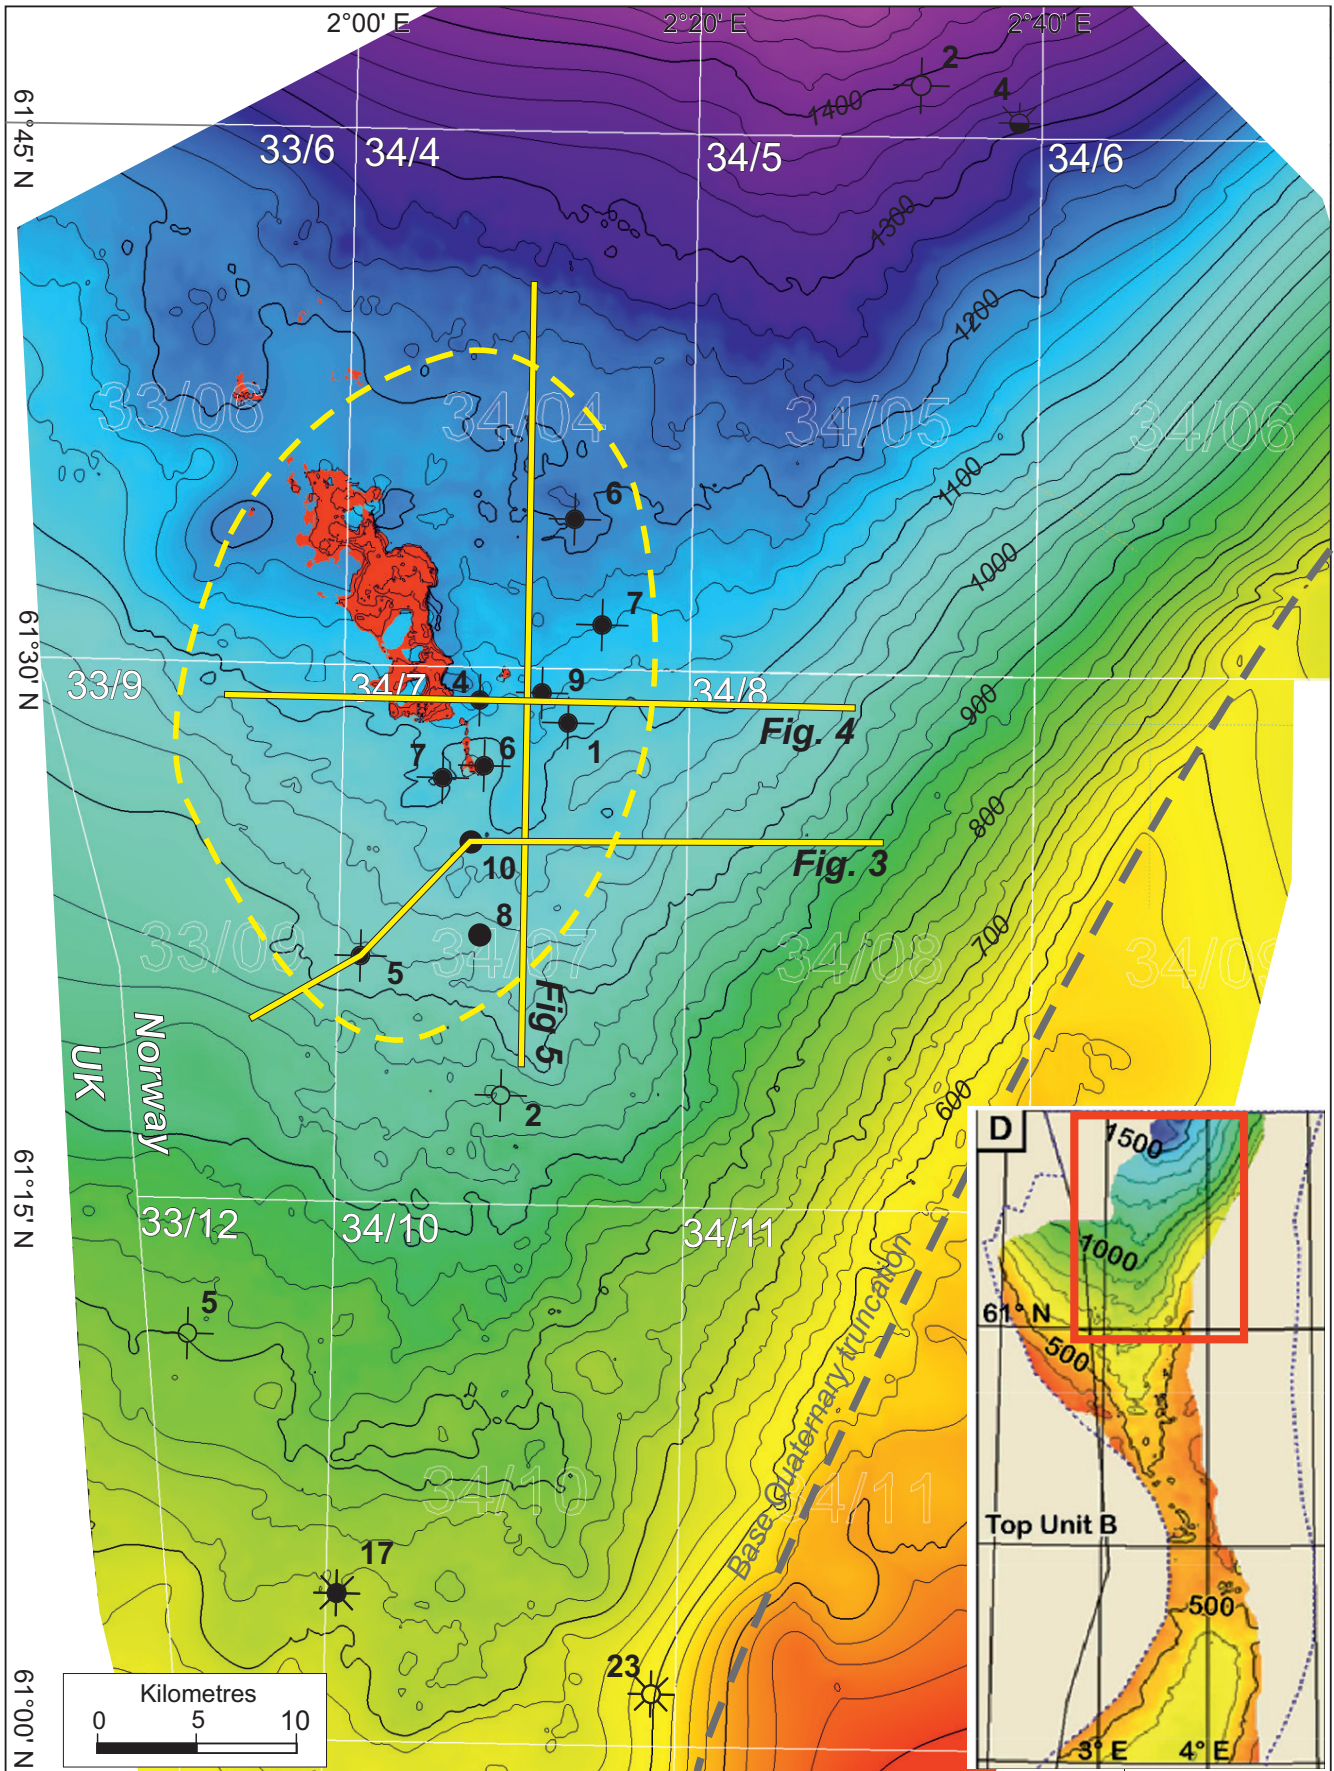 2°00' E
2°20' E
2°40' E
2
4
1400
61°45' N
33/6
34/4
34/5
34/6
1300
1200
33/06
34/04
34/05
34/06
1100
6
1000
7
61°30' N
33/9
34/7
4
9
34/8
900
Fig. 4
7
6
1
800
10
Fig. 3
8
700
33/09
34/07
34/08
34/09
5
Fig 5
Norway
UK
2
600
D
1500
1000
61° N
500
Top Unit B
500
3° E
4° E
61°15' N
33/12
34/10
34/11
5
Base Quaternary truncation
34/10
34/11
17
23
61°00' N
Kilometres
0
5
10